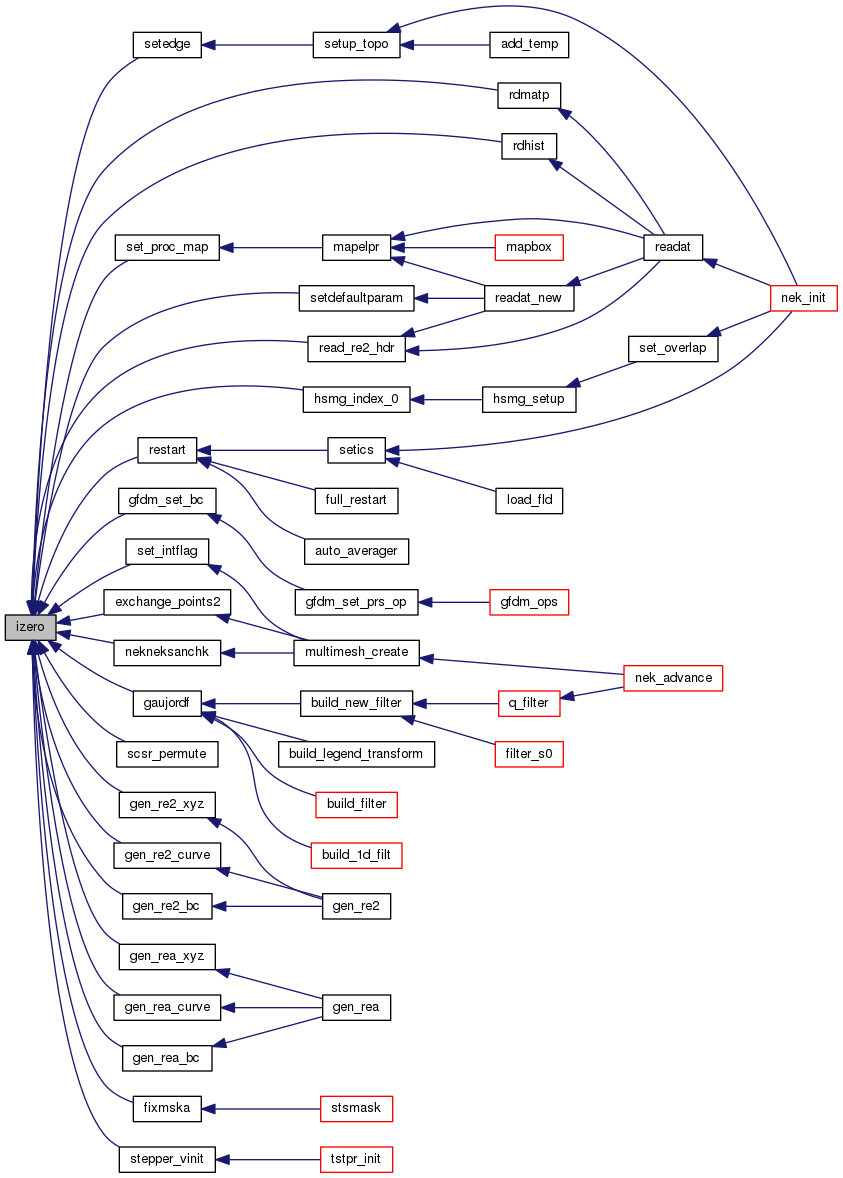 setedge
setup_topo
add_temp
rdmatp
rdhist
set_proc_map
mapelpr
mapbox
readat
setdefaultparam
readat_new
nek_init
read_re2_hdr
set_overlap
hsmg_index_0
hsmg_setup
restart
setics
gfdm_set_bc
full_restart
load_fld
set_intflag
auto_averager
exchange_points2
gfdm_set_prs_op
gfdm_ops
izero
nekneksanchk
multimesh_create
nek_advance
gaujordf
build_new_filter
q_filter
scsr_permute
build_legend_transform
filter_s0
gen_re2_xyz
build_filter
gen_re2_curve
build_1d_filt
gen_re2_bc
gen_re2
gen_rea_xyz
gen_rea_curve
gen_rea
gen_rea_bc
fixmska
stsmask
stepper_vinit
tstpr_init